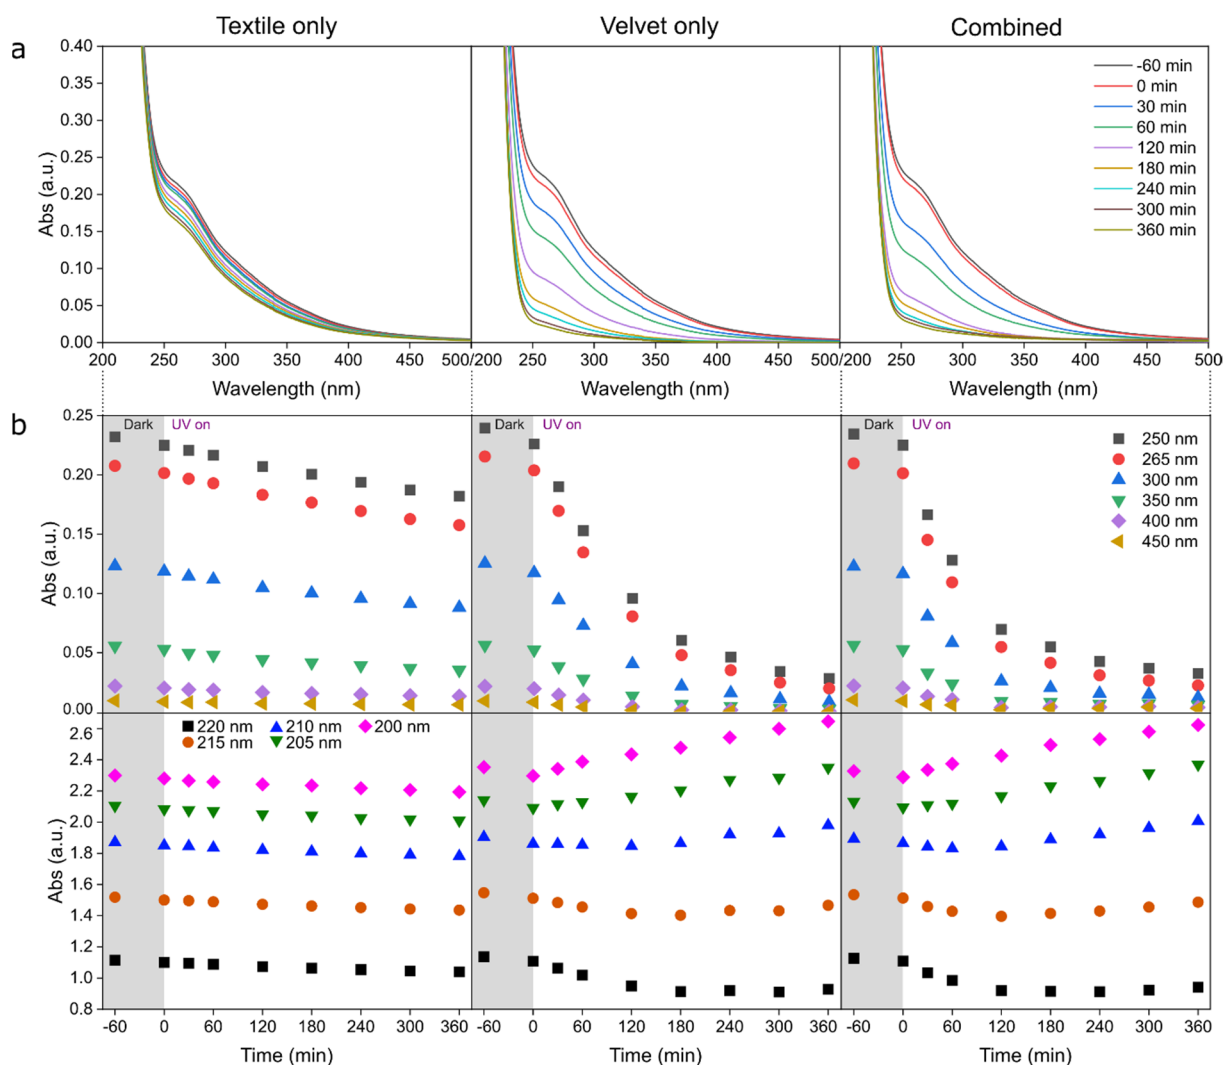 Textile only
Velvet only
Combined
a
Abs (a.u.)
0.40
0.35
0.30
0.25
0.20
0.15
0.10
0.05
0.00
-60 min
0 min
30 min
60 min
120 min
180 min
240 min
300 min
360 min
200 250 300 350 400 450 500
200 250 300 350 400 450 500
200 250 300 350 400 450 500
Wavelength (nm)
Wavelength (nm)
Wavelength (nm)
b
Abs (a.u.)
0.25
0.20
0.15
0.10
0.05
0.00
Dark UV on
Dark UV on
Dark UV on
250 nm
265 nm
300 nm
350 nm
400 nm
450 nm
Abs (a.u.)
2.6
2.4
2.2
2.0
1.8
1.6
1.4
1.2
1.0
0.8
220 nm 210 nm 200 nm
215 nm 205 nm
-60 0 60 120 180 240 300 360
-60 0 60 120 180 240 300 360
-60 0 60 120 180 240 300 360
Time (min)
Time (min)
Time (min)